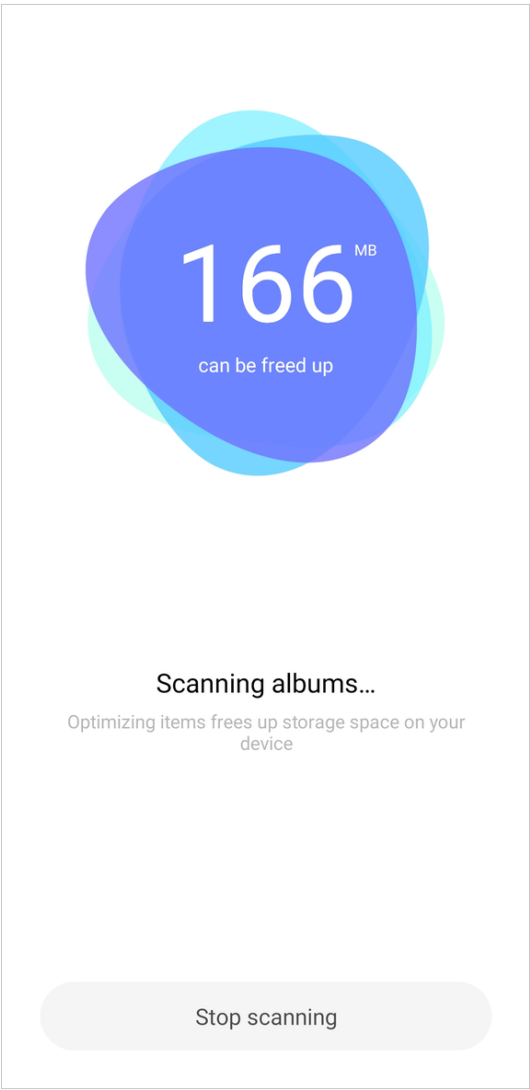 166 MB
can be freed up
Scanning albums...
Optimizing items frees up storage space on your
device
Stop scanning